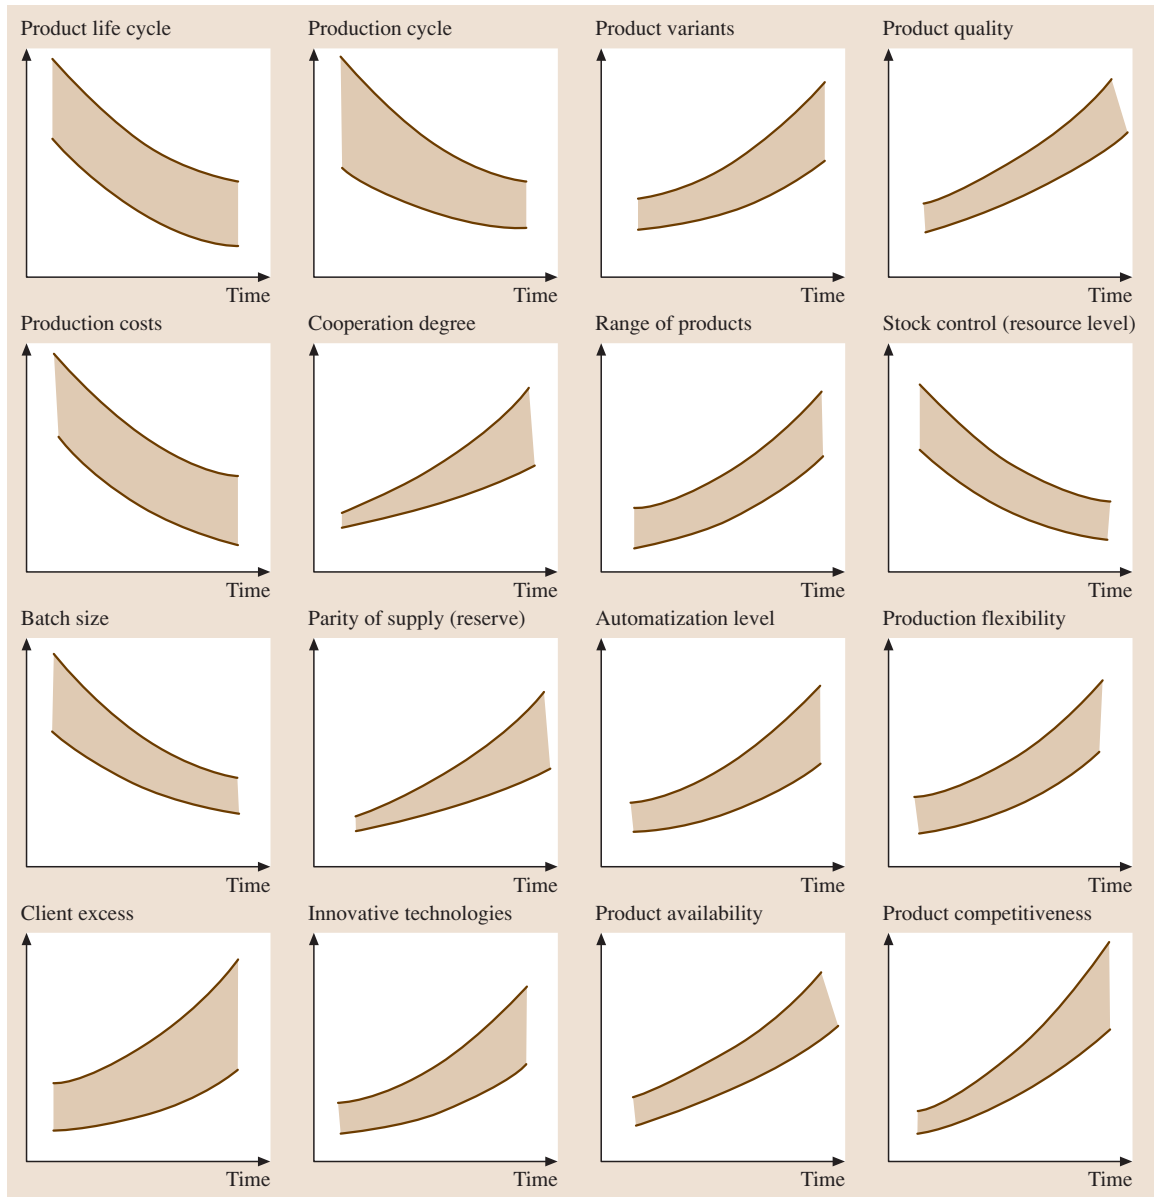 Product life cycle
Production cycle
Product variants
Product quality
Time
Time
Time
Time
Production costs
Cooperation degree
Range of products
Stock control (resource level)
Time
Time
Time
Time
Batch size
Parity of supply (reserve)
Automatization level
Production flexibility
Time
Time
Time
Time
Client excess
Innovative technologies
Product availability
Product competitiveness
Time
Time
Time
Time